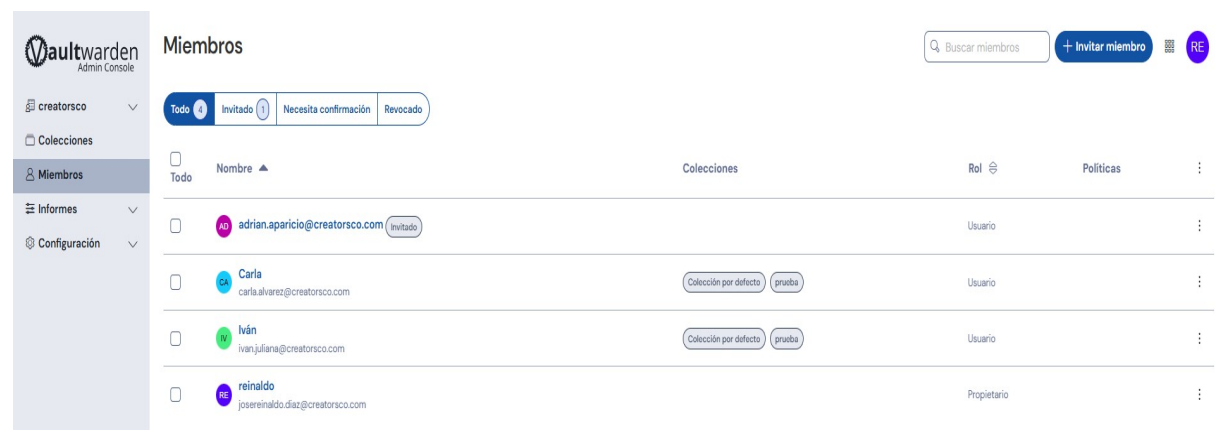 Vaultwarden
Admin Console
Miembros
Buscar miembros
+ Invitar miembro
RE
creatorsco
Colecciones
Miembros
Informes
Configuración
Todo 4 Invitado 1 Necesita confirmación Revocado
Todo Nombre Colecciones Rol Políticas
AD adrian.aparicio@creatorsco.com Invitado Usuario
CA Carla Colección por defecto prueba Usuario
carla.alvarez@creatorsco.com
IV Iván Colección por defecto prueba Usuario
ivan.juliana@creatorsco.com
RE reinaldo Propietario
josereinaldo.diaz@creatorsco.com